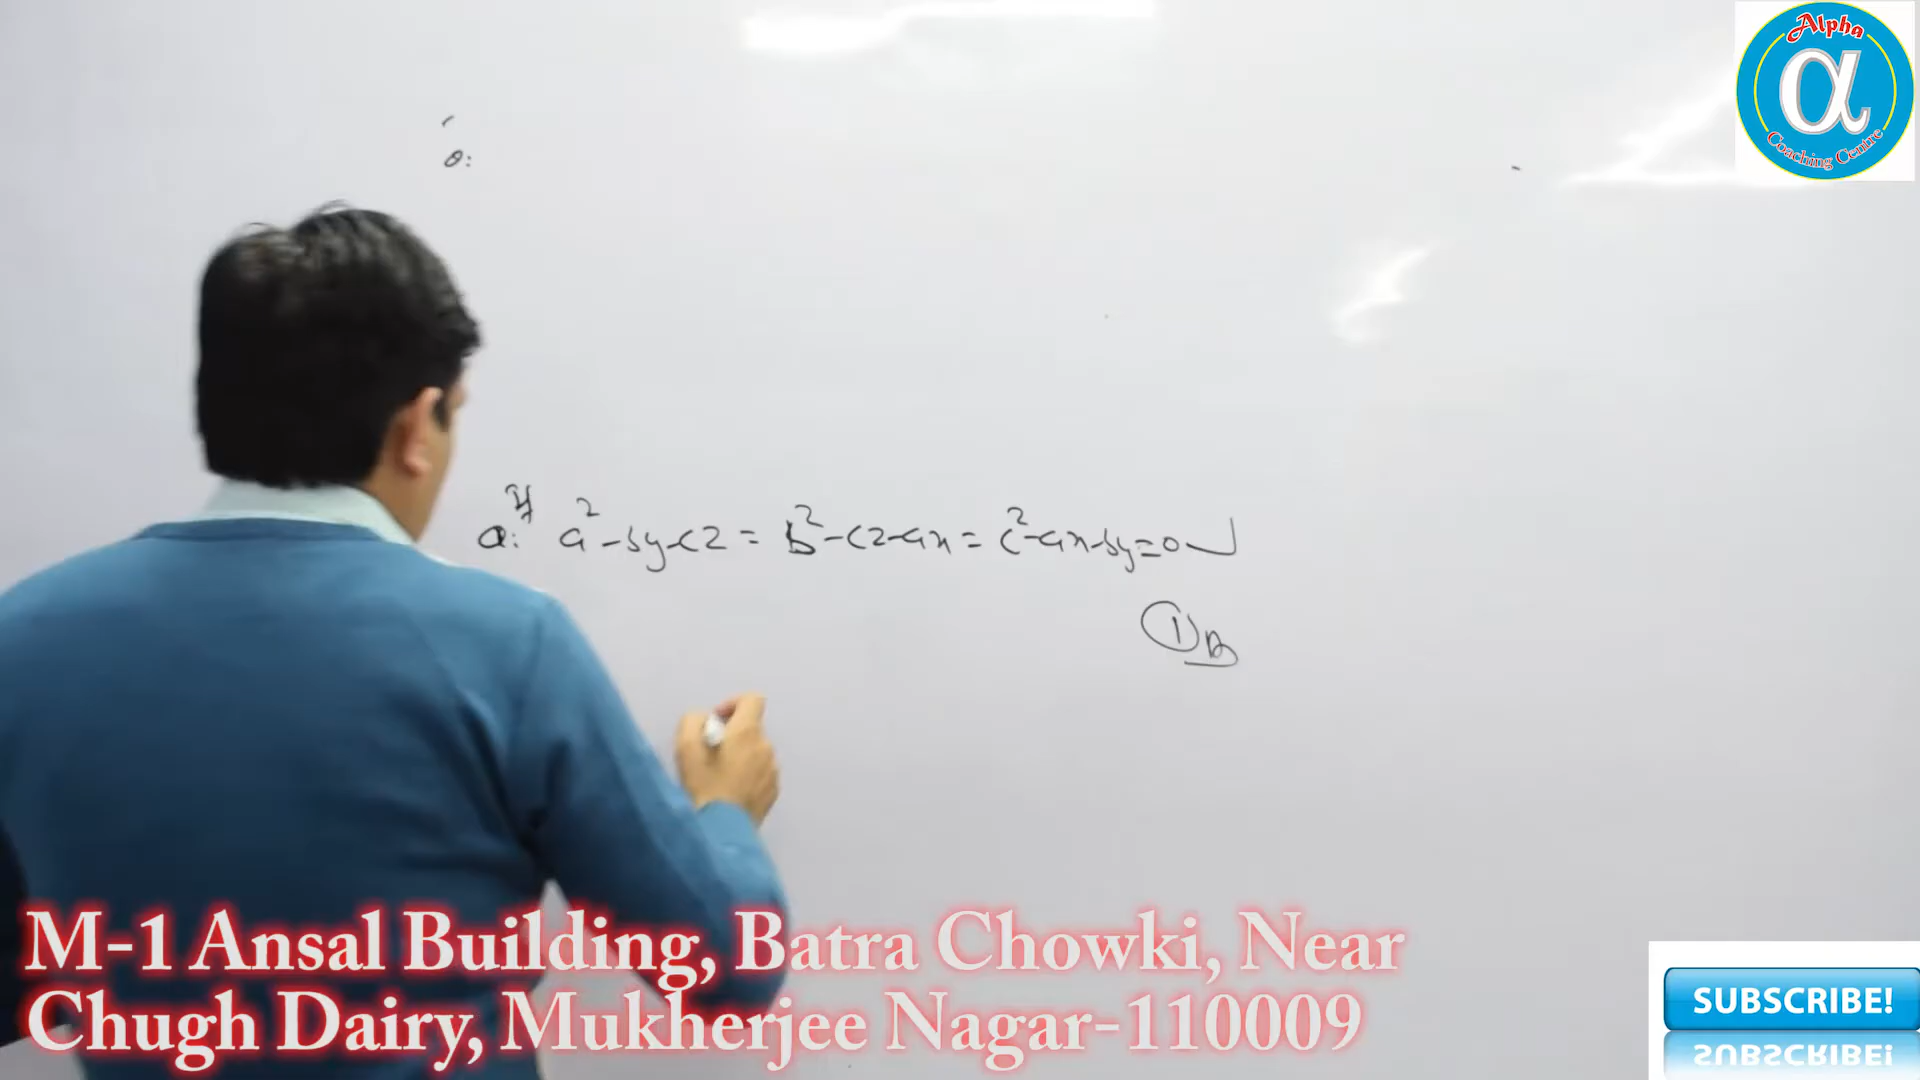 Alpha
α
Coaching Centre
Q:
Q: If a² - by - cz = b² - cz - ax = c² - ax - by = 0
① A
M-1 Ansal Building, Batra Chowki, Near
Chugh Dairy, Mukherjee Nagar-110009
SUBSCRIBE!